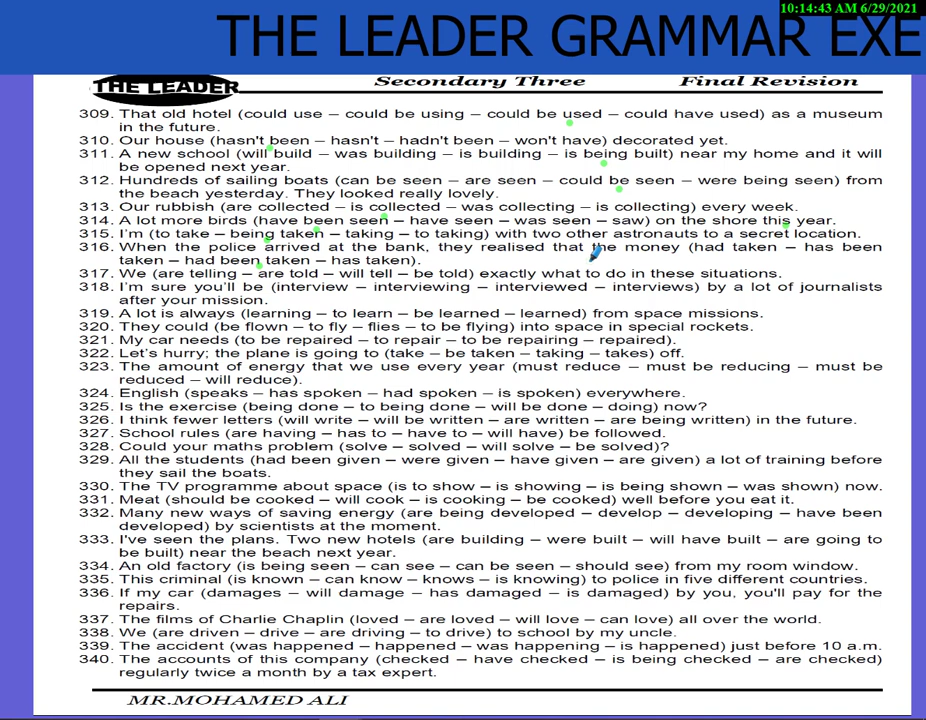 10:14:43 AM 6/29/2021
THE LEADER GRAMMAR EXE
THE LEADER Secondary Three Final Revision
309. That old hotel (could use – could be using – could be used – could have used) as a museum
in the future.
310. Our house (hasn't been – hasn't – hadn't been – won't have) decorated yet.
311. A new school (will build – was building – is building – is being built) near my home and it will
be opened next year.
312. Hundreds of sailing boats (can be seen – are seen – could be seen – were being seen) from
the beach yesterday. They looked really lovely.
313. Our rubbish (are collected – is collected – was collecting – is collecting) every week.
314. A lot more birds (have been seen – have seen – was seen – saw) on the shore this year.
315. I'm (to take – being taken – taking – to taking) with two other astronauts to a secret location.
316. When the police arrived at the bank, they realised that the money (had taken – has been
taken – had been taken – has taken).
317. We (are telling – are told – will tell – be told) exactly what to do in these situations.
318. I'm sure you'll be (interview – interviewing – interviewed – interviews) by a lot of journalists
after your mission.
319. A lot is always (learning – to learn – be learned – learned) from space missions.
320. They could (be flown – to fly – flies – to be flying) into space in special rockets.
321. My car needs (to be repaired – to repair – to be repairing – repaired).
322. Let's hurry; the plane is going to (take – be taken – taking – takes) off.
323. The amount of energy that we use every year (must reduce – must be reducing – must be
reduced – will reduce).
324. English (speaks – has spoken – had spoken – is spoken) everywhere.
325. Is the exercise (being done – to being done – will be done – doing) now?
326. I think fewer letters (will write – will be written – are written – are being written) in the future.
327. School rules (are having – has to – have to – will have) be followed.
328. Could your maths problem (solve – solved – will solve – be solved)?
329. All the students (had been given – were given – have given – are given) a lot of training before
they sail the boats.
330. The TV programme about space (is to show – is showing – is being shown – was shown) now.
331. Meat (should be cooked – will cook – is cooking – be cooked) well before you eat it.
332. Many new ways of saving energy (are being developed – develop – developing – have been
developed) by scientists at the moment.
333. I've seen the plans. Two new hotels (are building – were built – will have built – are going to
be built) near the beach next year.
334. An old factory (is being seen – can see – can be seen – should see) from my room window.
335. This criminal (is known – can know – knows – is knowing) to police in five different countries.
336. If my car (damages – will damage – has damaged – is damaged) by you, you'll pay for the
repairs.
337. The films of Charlie Chaplin (loved – are loved – will love – can love) all over the world.
338. We (are driven – drive – are driving – to drive) to school by my uncle.
339. The accident (was happened – happened – was happening – is happened) just before 10 a.m.
340. The accounts of this company (checked – have checked – is being checked – are checked)
regularly twice a month by a tax expert.
MR.MOHAMED ALI